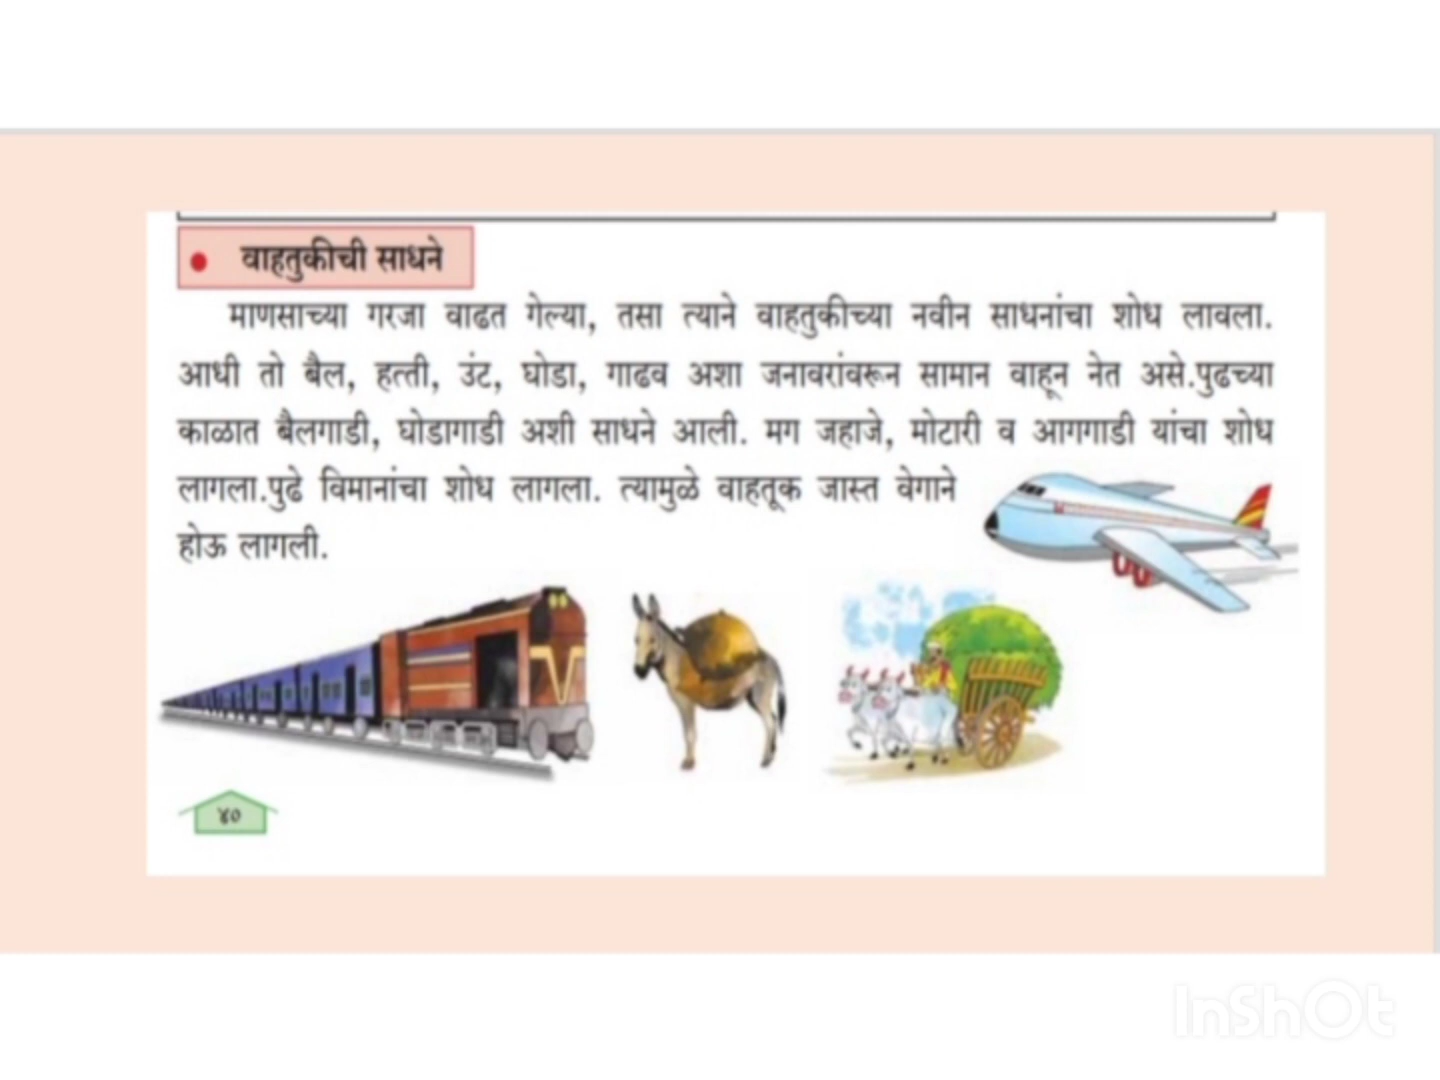 • वाहतुकीची साधने
माणसाच्या गरजा वाढत गेल्या, तसा त्याने वाहतुकीच्या नवीन साधनांचा शोध लावला.
आधी तो बैल, हत्ती, उंट, घोडा, गाढव अशा जनावरांवरून सामान वाहून नेत असे.पुढच्या
काळात बैलगाडी, घोडागाडी अशी साधने आली. मग जहाजे, मोटारी व आगगाडी यांचा शोध
लागला.पुढे विमानांचा शोध लागला. त्यामुळे वाहतूक जास्त वेगाने
होऊ लागली.
४०
InShOt